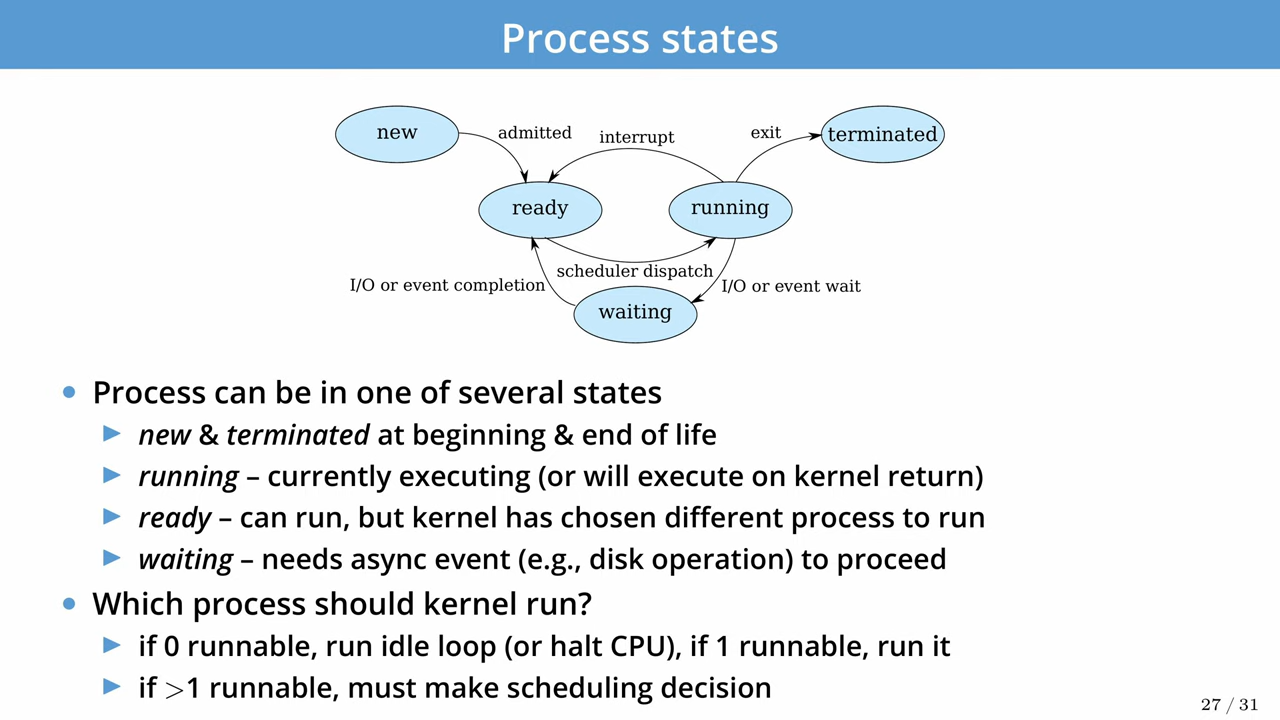 Process states
new
admitted
interrupt
exit
terminated
ready
running
scheduler dispatch
I/O or event completion
I/O or event wait
waiting
• Process can be in one of several states
▶ new & terminated at beginning & end of life
▶ running – currently executing (or will execute on kernel return)
▶ ready – can run, but kernel has chosen different process to run
▶ waiting – needs async event (e.g., disk operation) to proceed
• Which process should kernel run?
▶ if 0 runnable, run idle loop (or halt CPU), if 1 runnable, run it
▶ if >1 runnable, must make scheduling decision
27 / 31